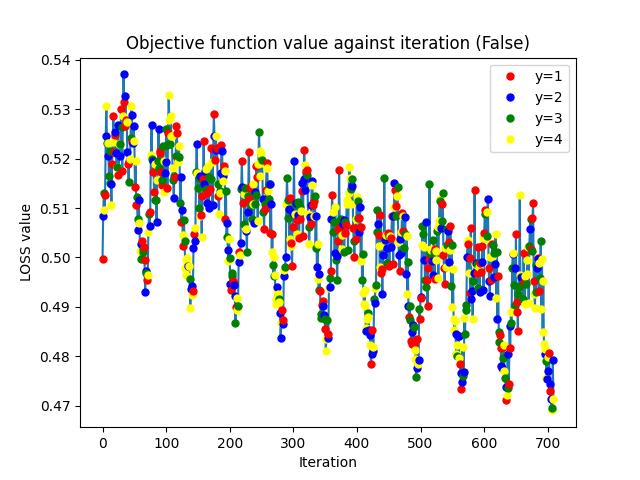 Objective function value against iteration (False)
0.54
0.53
0.52
0.51
0.50
0.49
0.48
0.47
LOSS value
y=1
y=2
y=3
y=4
0 100 200 300 400 500 600 700
Iteration